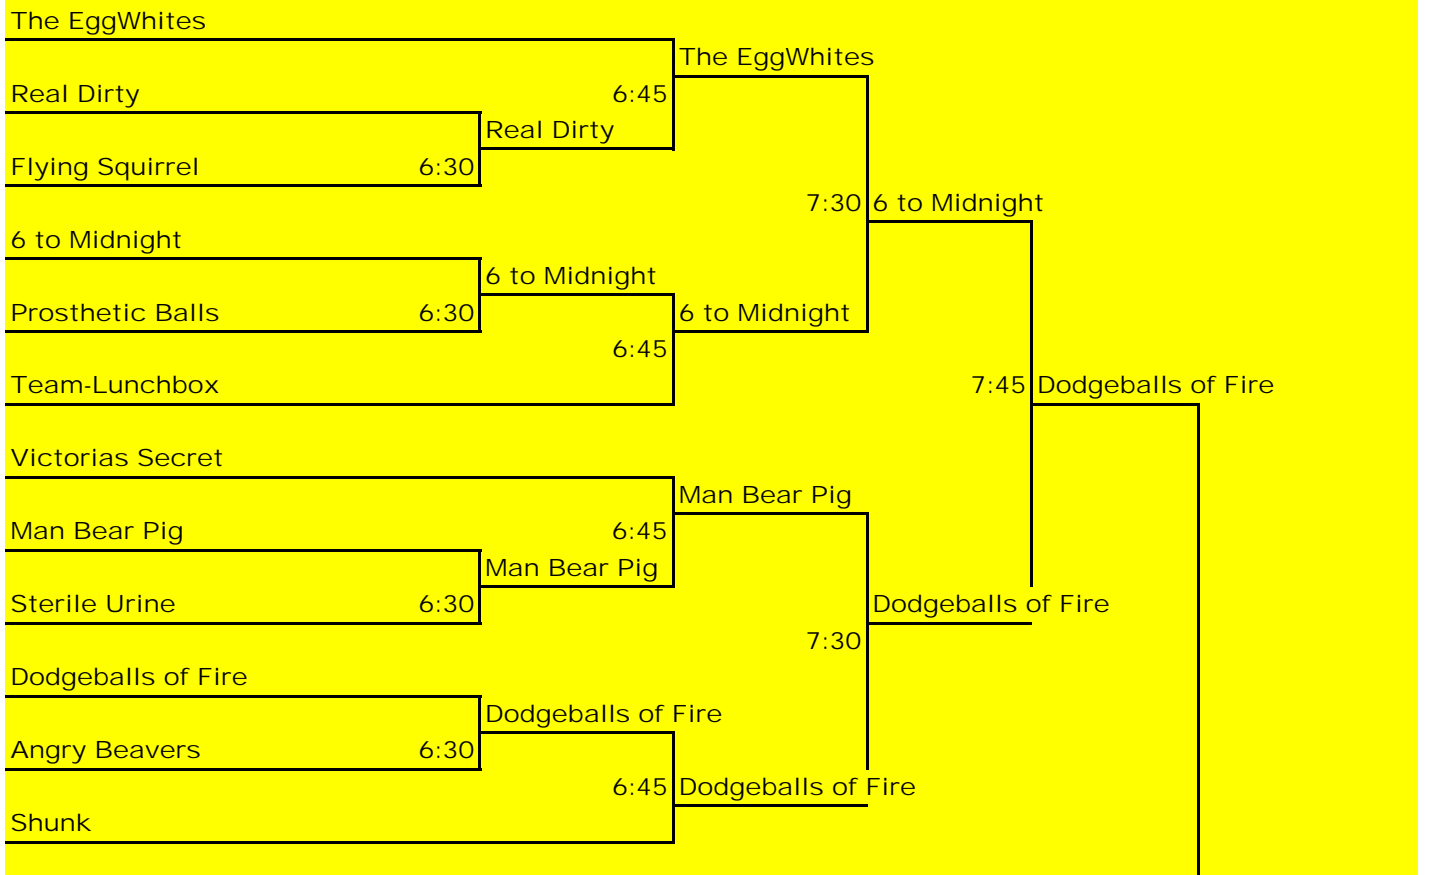 The EggWhites
The EggWhites
Real Dirty 6:45
Real Dirty
Flying Squirrel 6:30
7:30 6 to Midnight
6 to Midnight
6 to Midnight
Prosthetic Balls 6:30 6 to Midnight
6:45
Team-Lunchbox 7:45 Dodgeballs of Fire
Victorias Secret
Man Bear Pig
Man Bear Pig 6:45
Man Bear Pig
Sterile Urine 6:30 Dodgeballs of Fire
7:30
Dodgeballs of Fire
Dodgeballs of Fire
Angry Beavers 6:30
6:45 Dodgeballs of Fire
Shunk